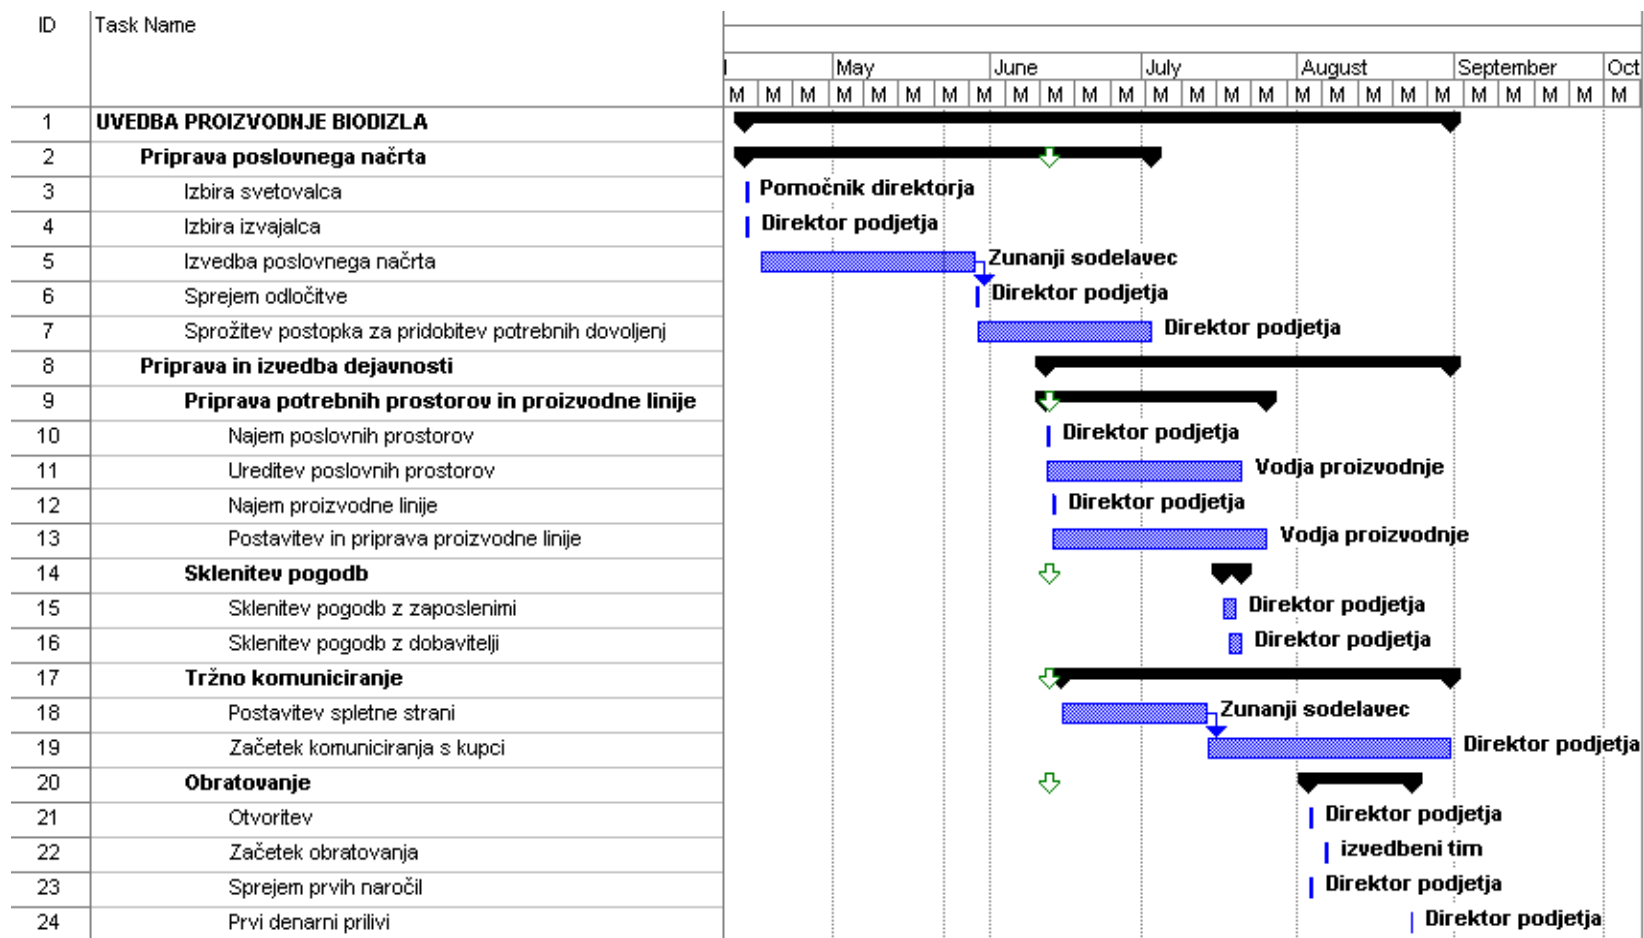 ID Task Name
May June July August September Oct
M M M M M M M M M M M M M M M M M M M M M M M M M M
1 UVEDBA PROIZVODNJE BIODIZLA
2 Priprava poslovnega načrta
3 Izbira svetovalca Pomočnik direktorja
4 Izbira izvajalca Direktor podjetja
5 Izvedba poslovnega načrta Zunanji sodelavec
6 Sprejem odločitve Direktor podjetja
7 Sprožitev postopka za pridobitev potrebnih dovoljenj Direktor podjetja
8 Priprava in izvedba dejavnosti
9 Priprava potrebnih prostorov in proizvodne linije
10 Najem poslovnih prostorov Direktor podjetja
11 Ureditev poslovnih prostorov Vodja proizvodnje
12 Najem proizvodne linije Direktor podjetja
13 Postavitev in priprava proizvodne linije Vodja proizvodnje
14 Sklenitev pogodb
15 Sklenitev pogodb z zaposlenimi Direktor podjetja
16 Sklenitev pogodb z dobavitelji Direktor podjetja
17 Tržno komuniciranje
18 Postavitev spletne strani Zunanji sodelavec
19 Začetek komuniciranja s kupci Direktor podjetja
20 Obratovanje
21 Otvoritev Direktor podjetja
22 Začetek obratovanja izvedbeni tim
23 Sprejem prvih naročil Direktor podjetja
24 Prvi denarni prilivi Direktor podjetja